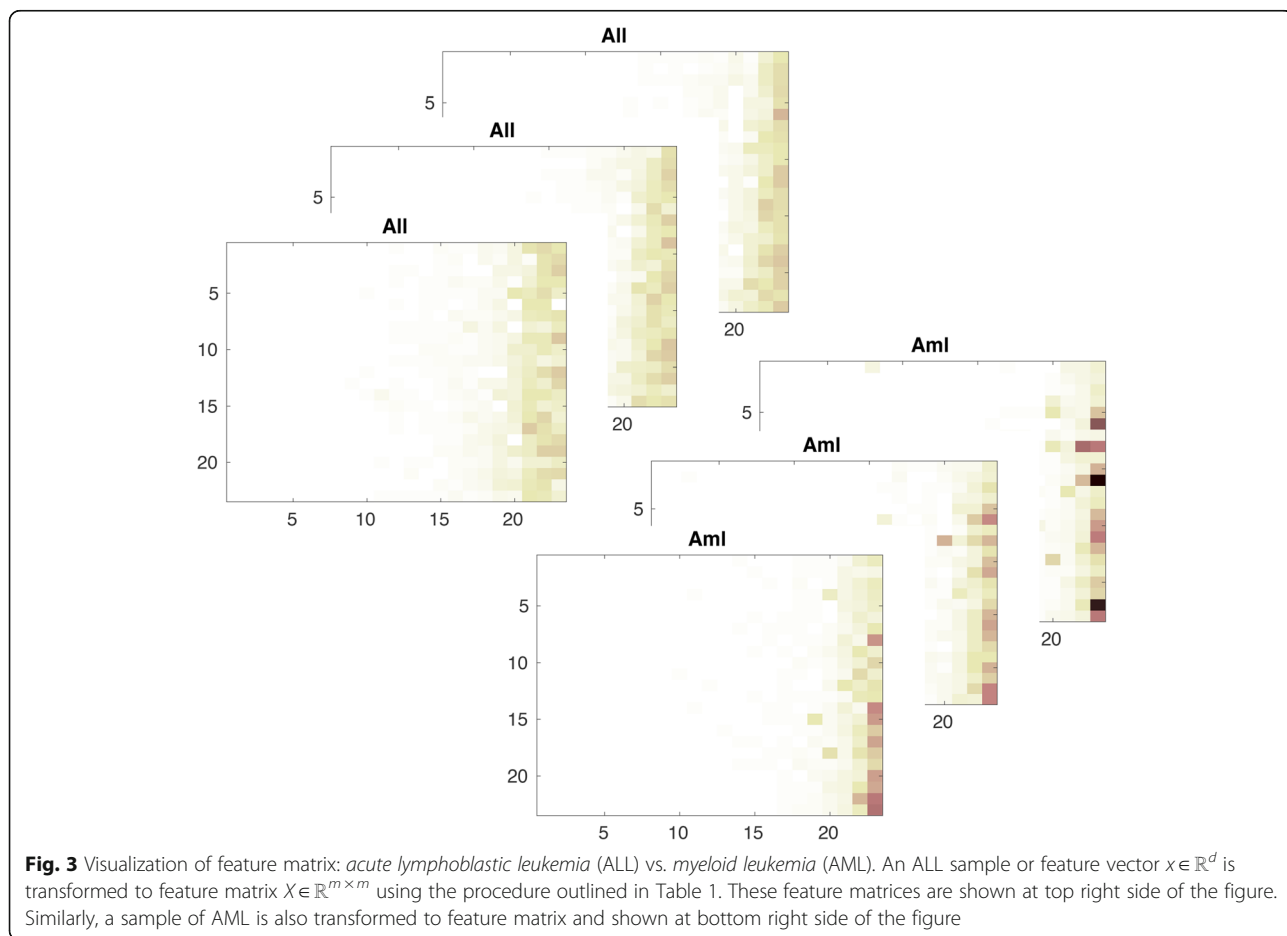 All
5
All
5
20
All
5
10
15
20
5 10 15 20
20
Aml
5
20
Aml
5
20
Aml
5
10
15
20
5 10 15 20
Fig. 3 Visualization of feature matrix: acute lymphoblastic leukemia (ALL) vs. myeloid leukemia (AML). An ALL sample or feature vector x ∈ ℝᵈ is
transformed to feature matrix X ∈ ℝᵐ ˣ ᵐ using the procedure outlined in Table 1. These feature matrices are shown at top right side of the figure.
Similarly, a sample of AML is also transformed to feature matrix and shown at bottom right side of the figure